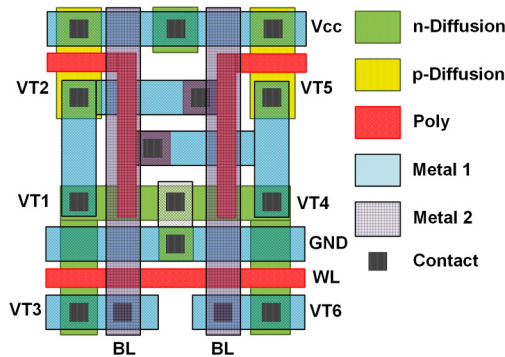 Vcc
n-Diffusion
VT2
VT5
p-Diffusion
Poly
Metal 1
VT1
VT4
Metal 2
GND
WL
Contact
VT3
VT6
BL
BL